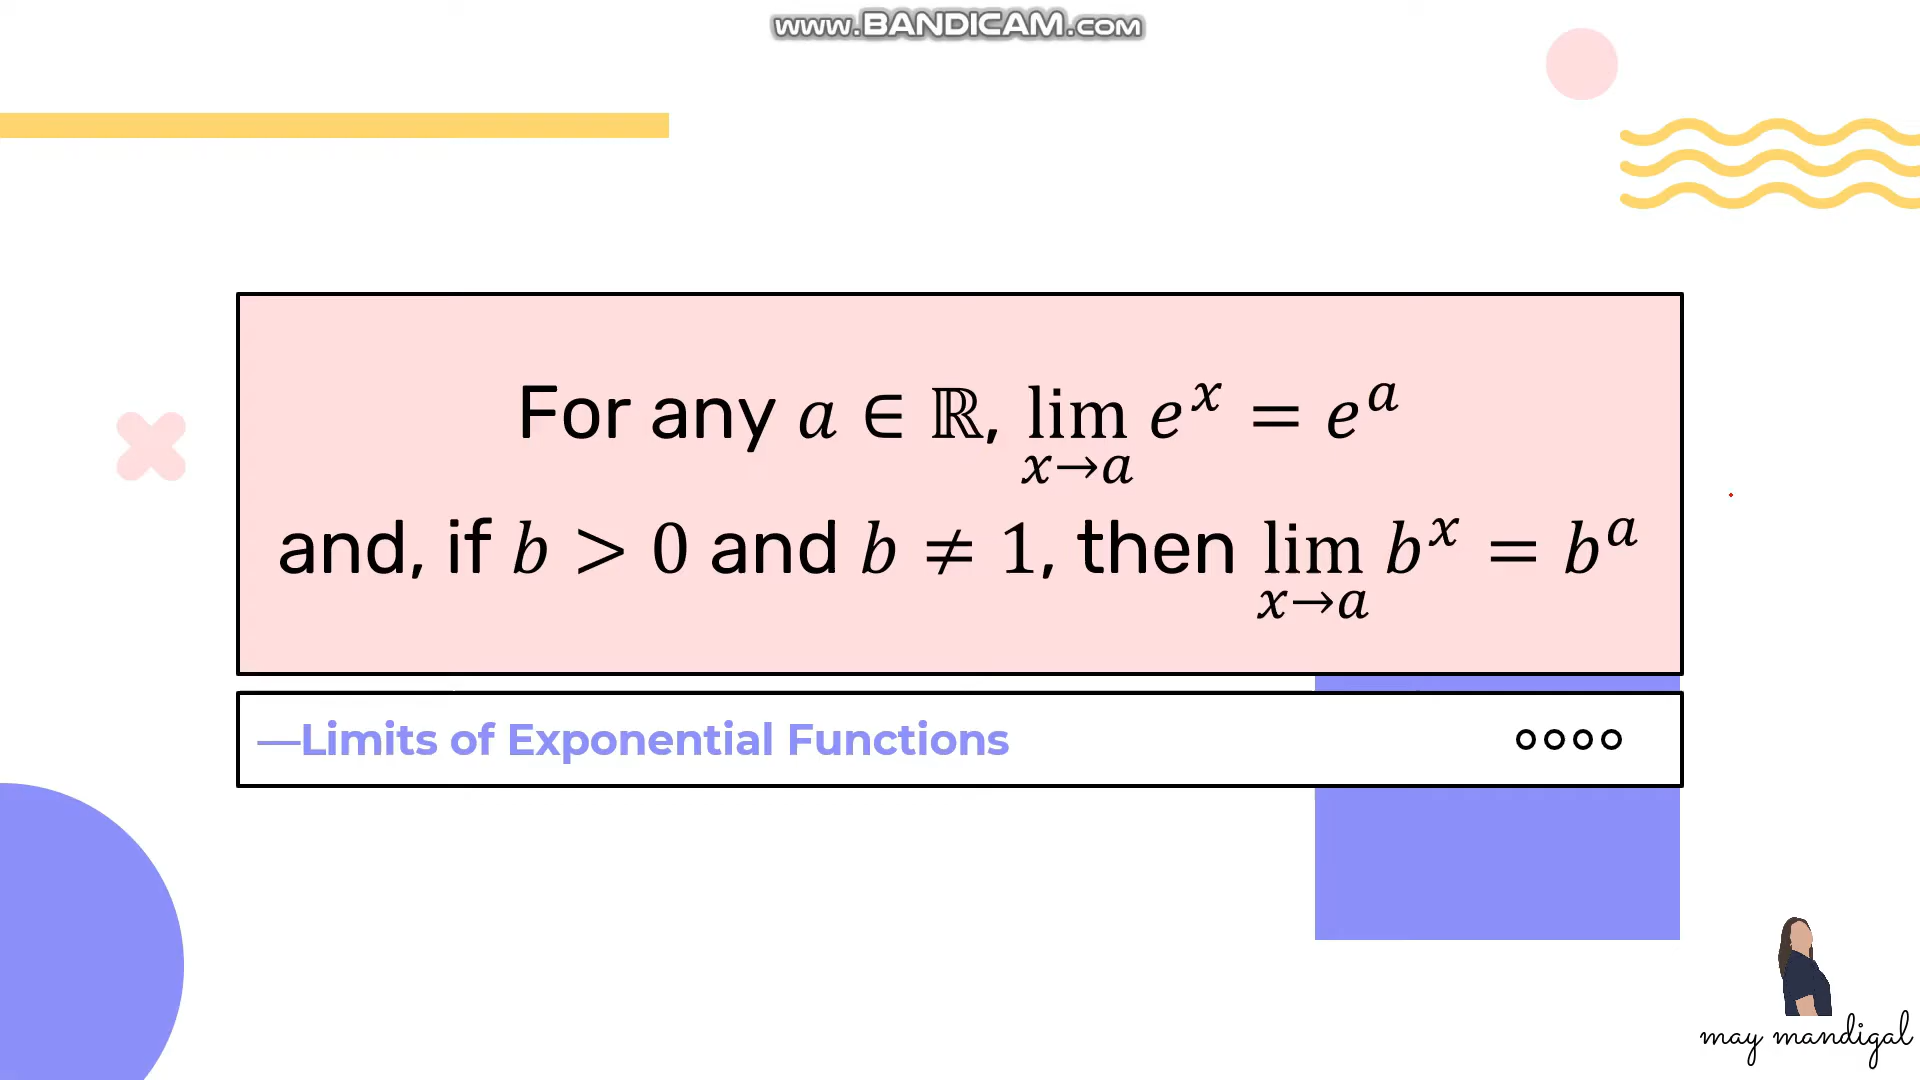 www.BANDICAM.com
For any a ∈ ℝ, lim x→a e^x = e^a
and, if b > 0 and b ≠ 1, then lim x→a b^x = b^a
—Limits of Exponential Functions
may mandigal